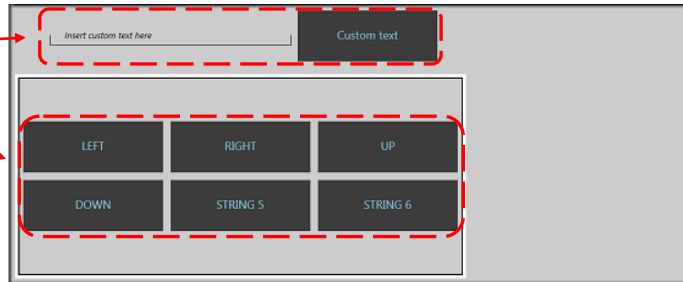 Insert custom text here
Custom text
LEFT
RIGHT
UP
DOWN
STRING 5
STRING 6